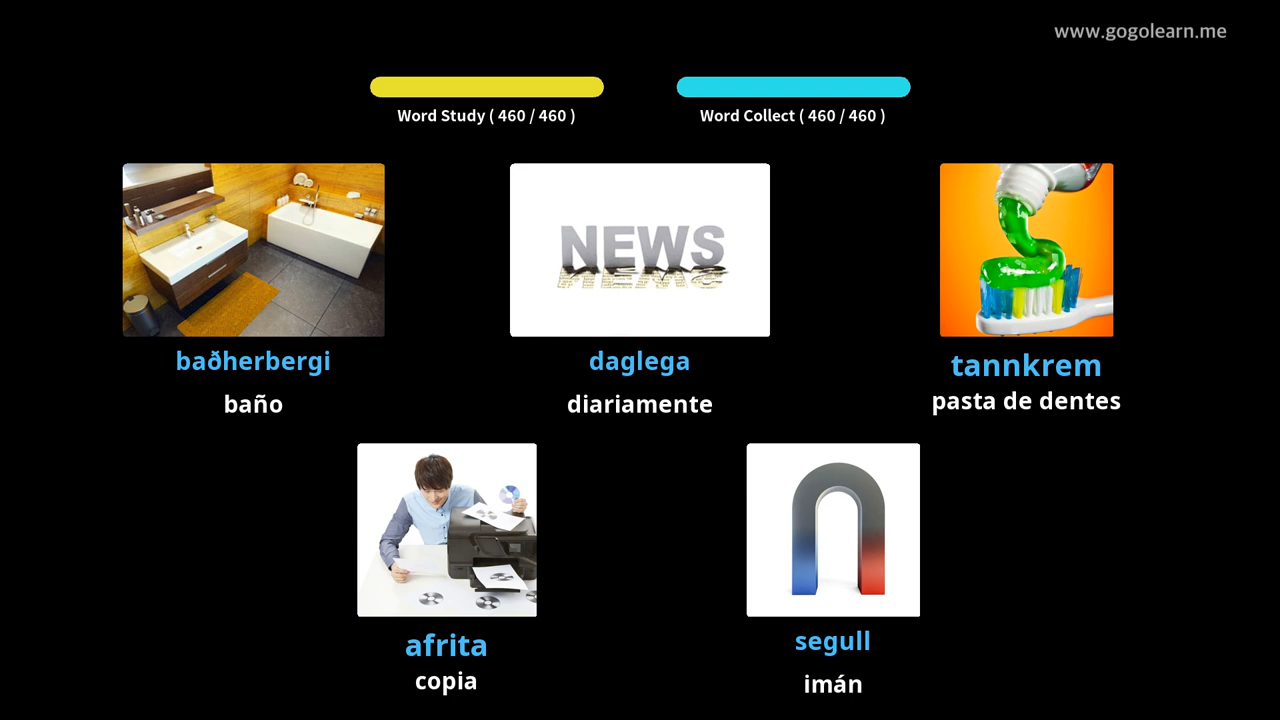 www.gogolearn.me
Word Study ( 460 / 460 )
Word Collect ( 460 / 460 )
NEWS
baðherbergi
baño
daglega
diariamente
tannkrem
pasta de dentes
afrita
copia
segull
imán